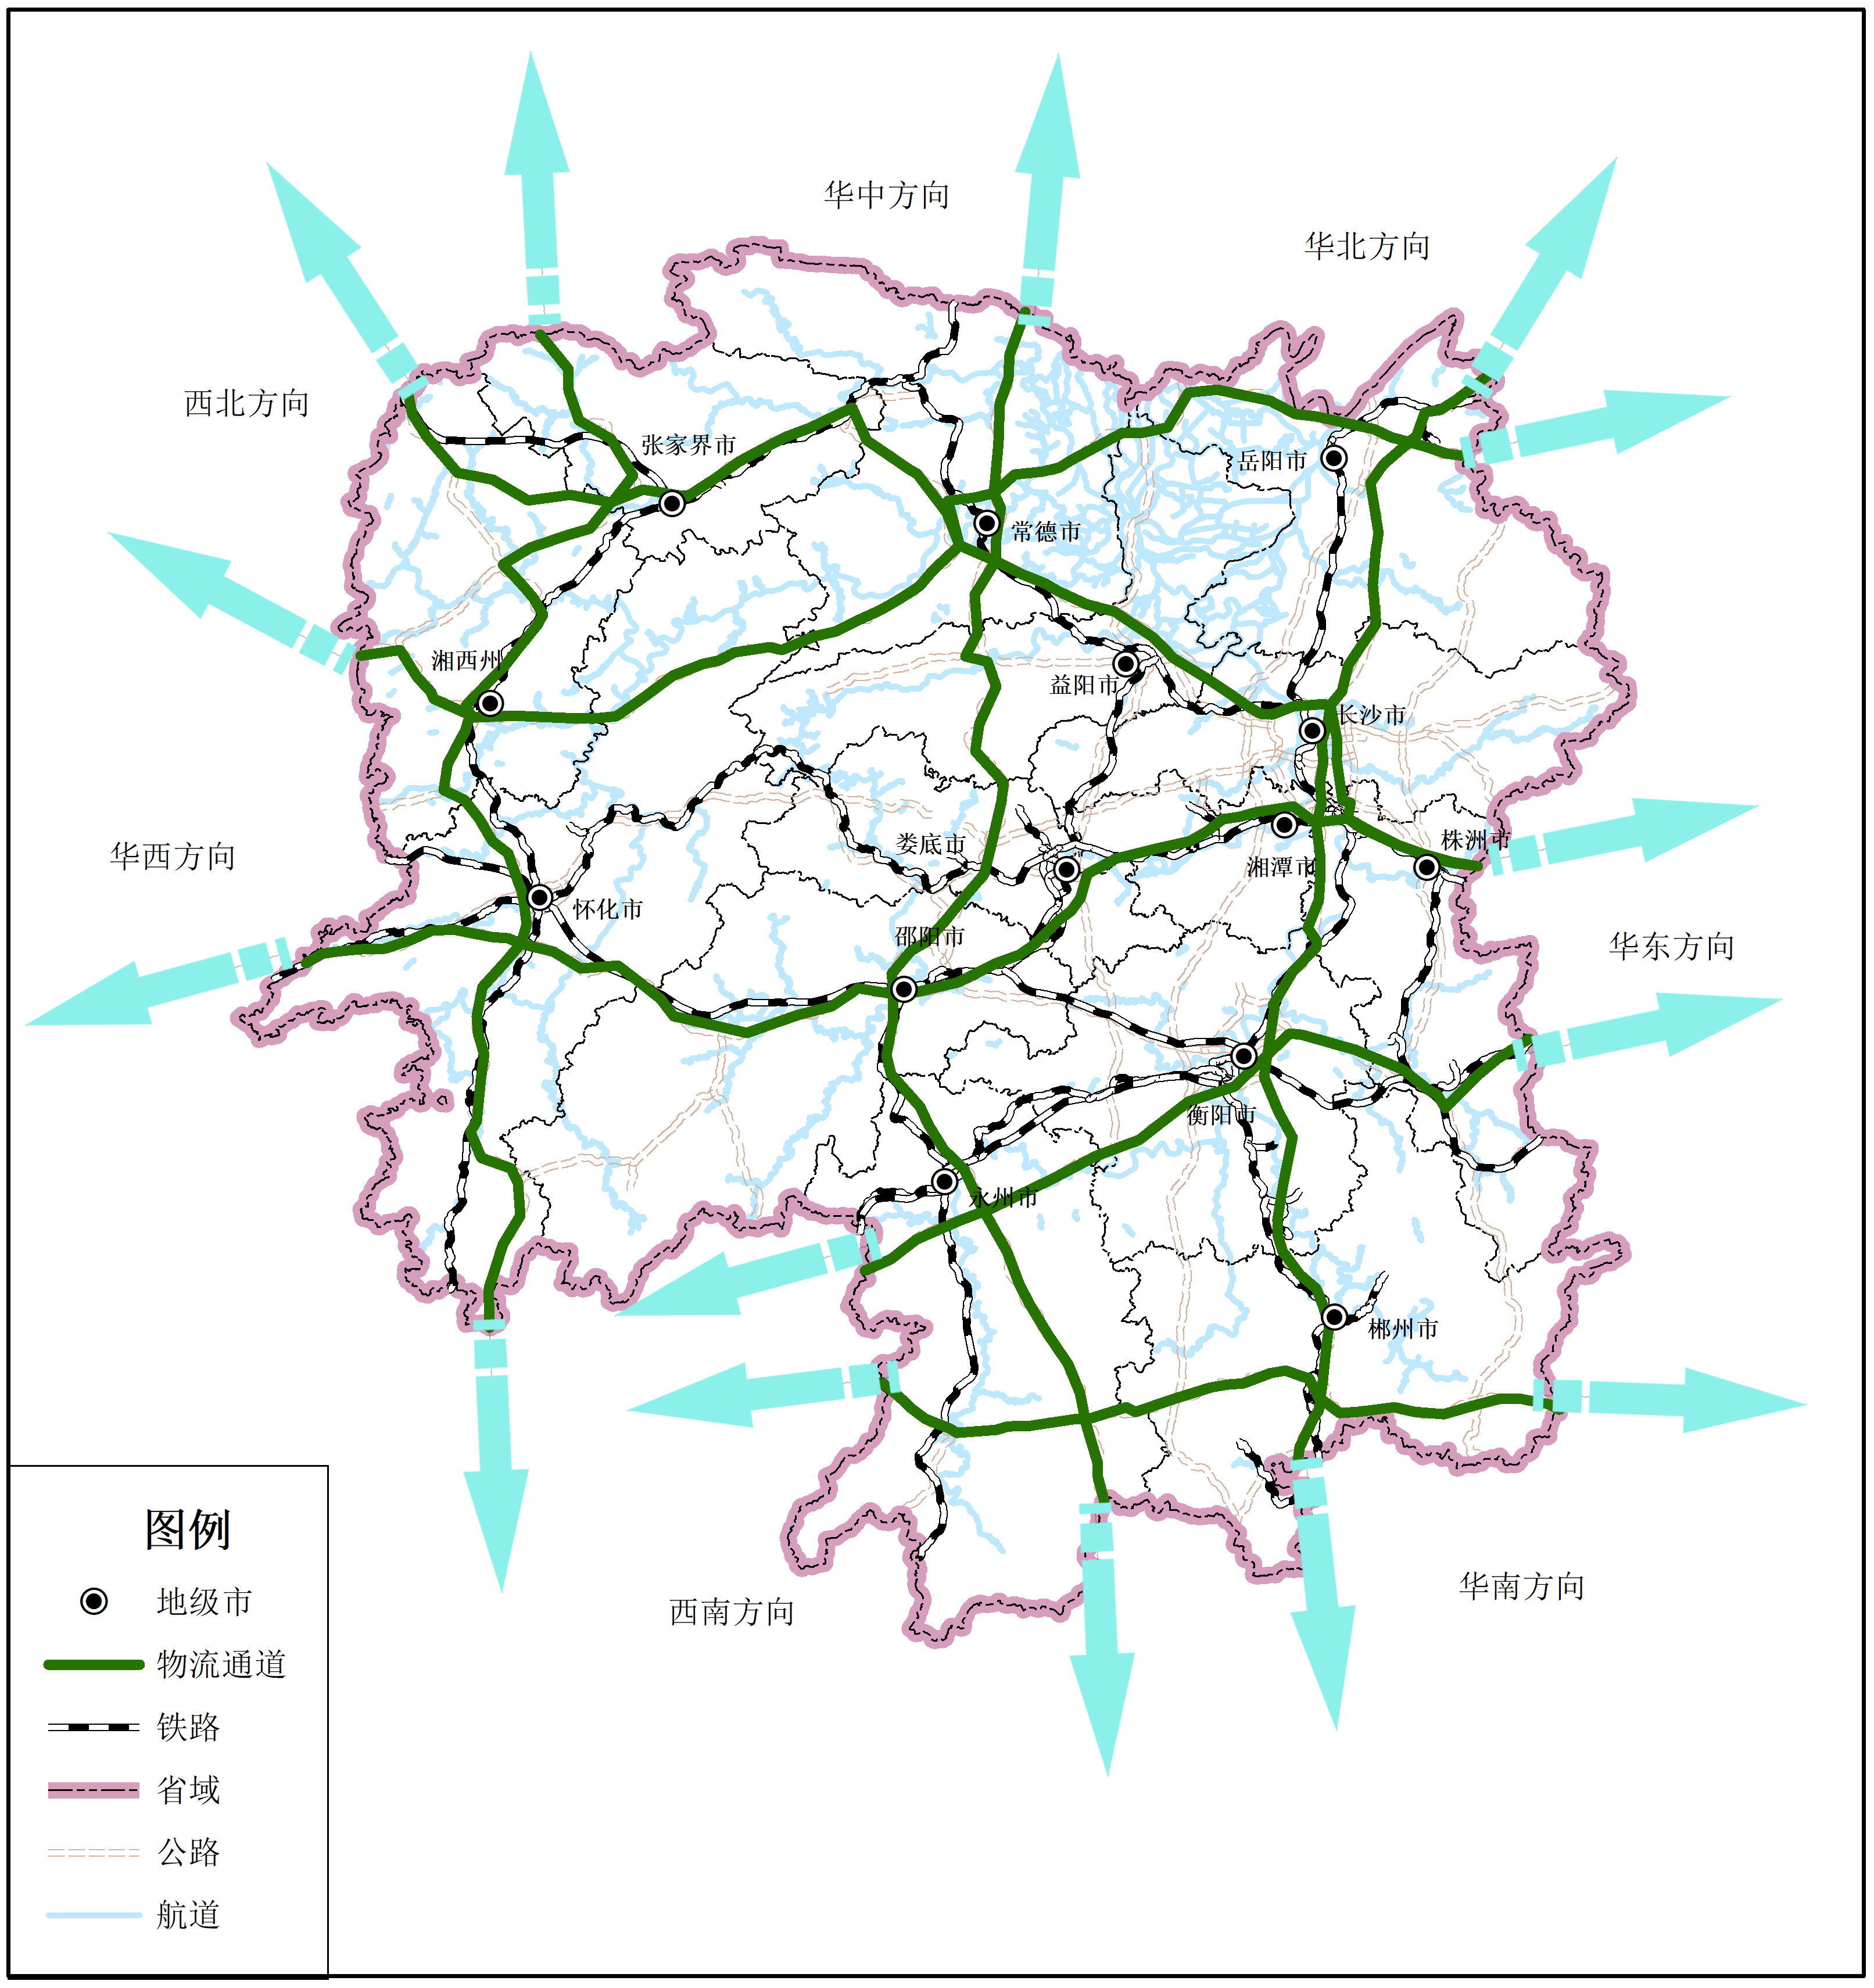 华中方向
华北方向
西北方向
张家界市
岳阳市
常德市
湘西州
益阳市
长沙市
娄底市
株洲市
华西方向
湘潭市
怀化市
邵阳市
华东方向
衡阳市
永州市
郴州市
西南方向
华南方向
图例
地级市
物流通道
铁路
省域
公路
航道